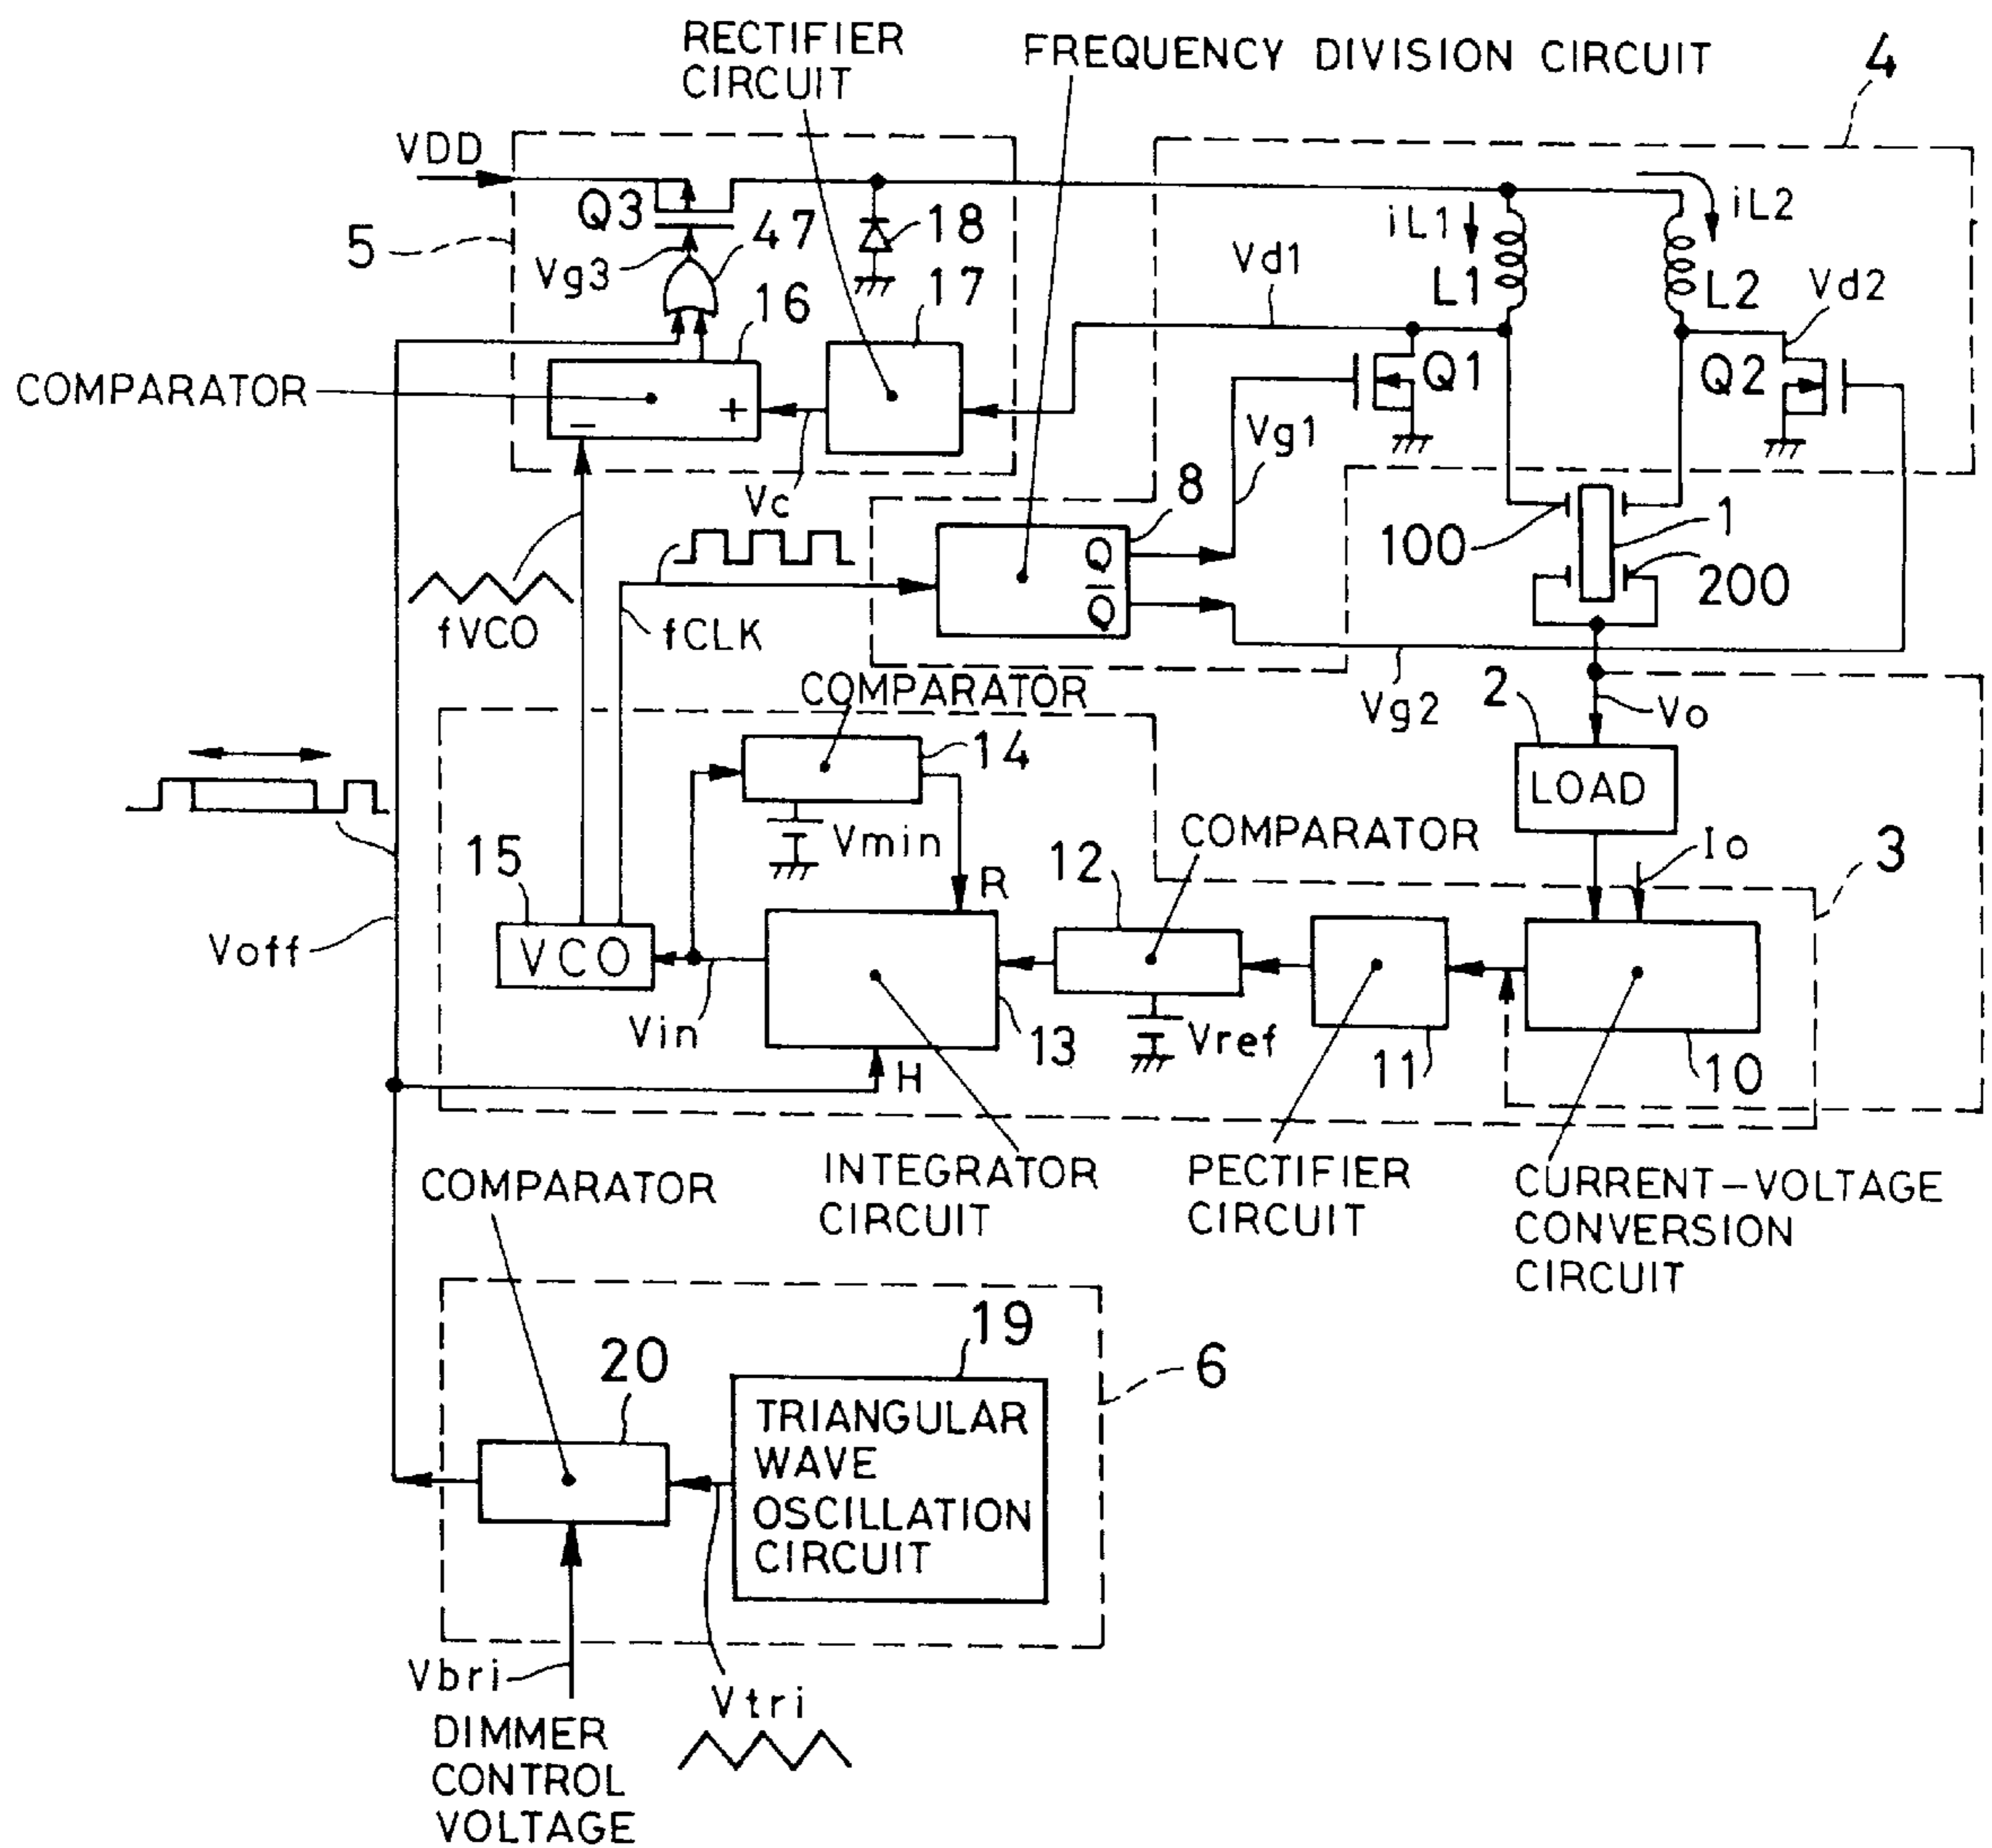 RECTIFIER
CIRCUIT
FREQUENCY DIVISION CIRCUIT
4
VDD
Q3
47
18
iL1
iL2
5
Vg3
16
17
Vd1
L1
L2
Vd2
COMPARATOR
+
−
Q1
Q2
Vc
Vg1
8
100
1
200
Q
Q̅
fVCO
fCLK
COMPARATOR
Vg2
2
Vo
14
LOAD
Vmin
COMPARATOR
15
12
Io
3
R
Voff
VCO
Vin
13
Vref
11
10
H
COMPARATOR
INTEGRATOR
CIRCUIT
PECTIFIER
CIRCUIT
CURRENT-VOLTAGE
CONVERSION
CIRCUIT
19
20
6
TRIANGULAR
WAVE
OSCILLATION
CIRCUIT
Vbri
Vtri
DIMMER
CONTROL
VOLTAGE